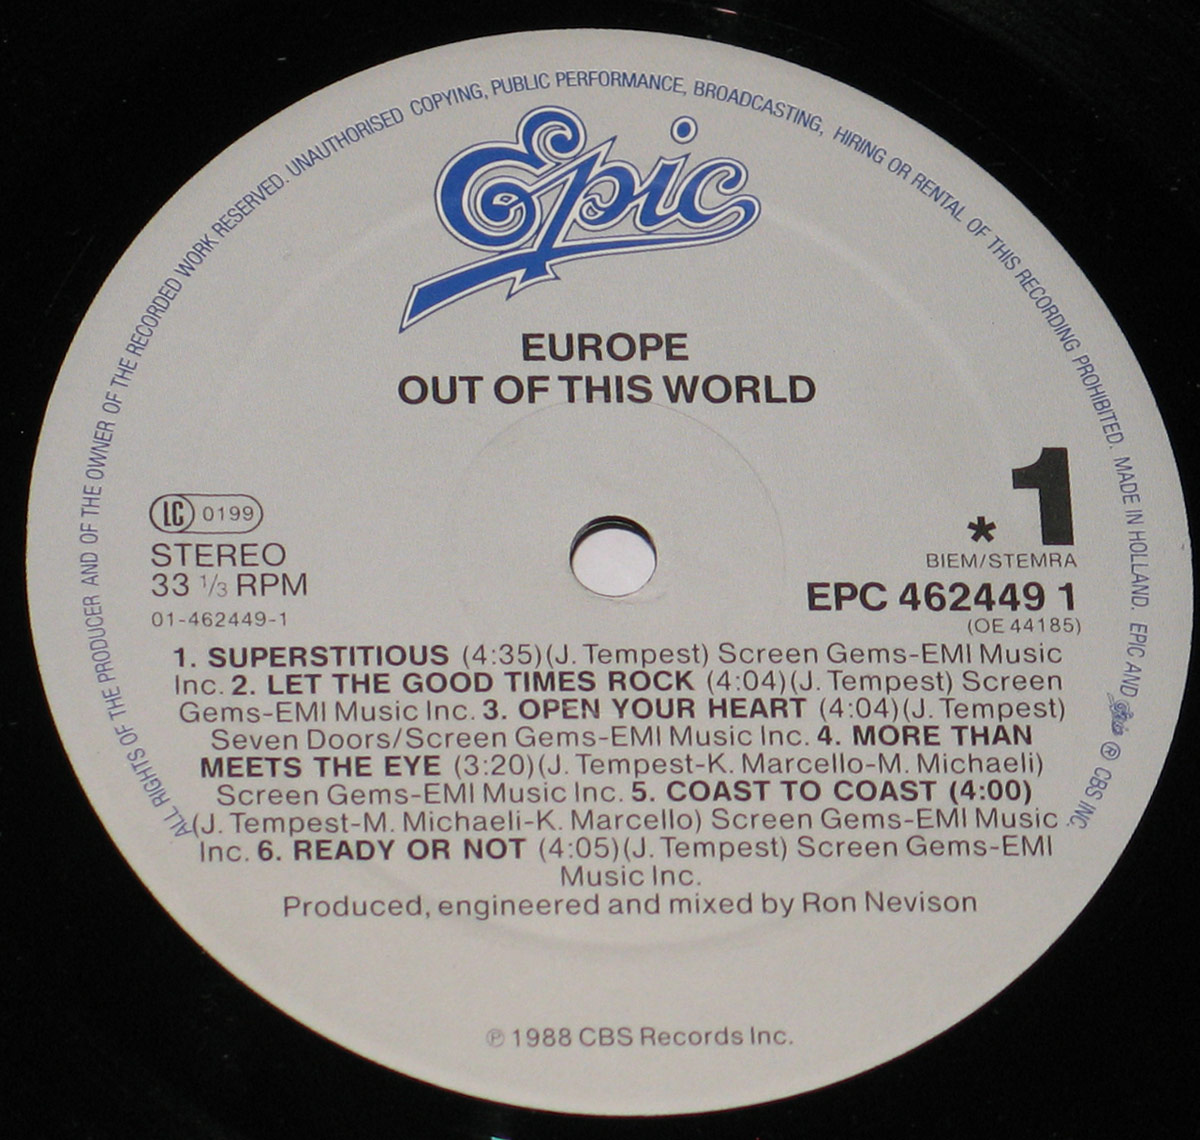 ALL RIGHTS OF THE PRODUCER AND OF THE OWNER OF THE RECORDED WORK RESERVED. UNAUTHORISED COPYING, PUBLIC PERFORMANCE, BROADCASTING, HIRING OR RENTAL OF THIS RECORDING PROHIBITED. MADE IN HOLLAND. EPIC AND Epic ® CBS INC.
Epic
EUROPE
OUT OF THIS WORLD
LC 0199
STEREO
33 1/3 RPM
01-462449-1
* 1
BIEM/STEMRA
EPC 462449 1
(OE 44185)
1. SUPERSTITIOUS (4:35)(J. Tempest) Screen Gems-EMI Music
Inc. 2. LET THE GOOD TIMES ROCK (4:04)(J. Tempest) Screen
Gems-EMI Music Inc. 3. OPEN YOUR HEART (4:04)(J. Tempest)
Seven Doors/Screen Gems-EMI Music Inc. 4. MORE THAN
MEETS THE EYE (3:20)(J. Tempest-K. Marcello-M. Michaeli)
Screen Gems-EMI Music Inc. 5. COAST TO COAST (4:00)
(J. Tempest-M. Michaeli-K. Marcello) Screen Gems-EMI Music
Inc. 6. READY OR NOT (4:05)(J. Tempest) Screen Gems-EMI
Music Inc.
Produced, engineered and mixed by Ron Nevison
℗ 1988 CBS Records Inc.